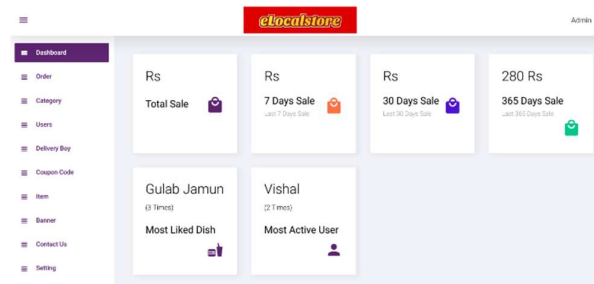 eLocalstore
Admin
Dashboard
Order
Category
Users
Delivery Boy
Coupon Code
Item
Banner
Contact Us
Setting
Rs
Total Sale
Rs
7 Days Sale
Last 7 Days Sale
Rs
30 Days Sale
Last 30 Days Sale
280 Rs
365 Days Sale
Last 365 Days Sale
Gulab Jamun
(3 Times)
Most Liked Dish
Vishal
(2 Times)
Most Active User